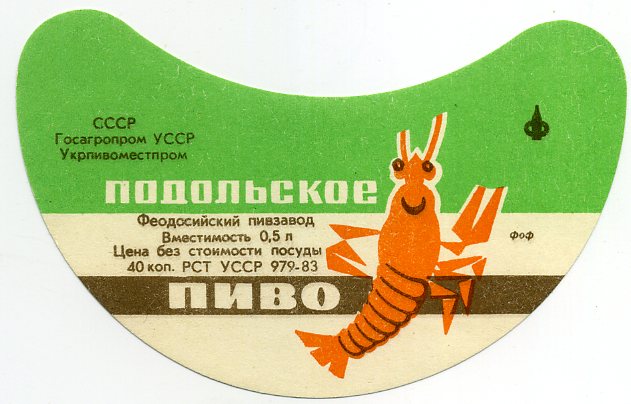 СССР
Госагропром УССР
Укрпивоместпром
Ф
ПОДОЛЬСКОЕ
Феодосийский пивзавод
Вместимость 0,5 л
Цена без стоимости посуды
40 коп. РСТ УССР 979-83
ФоФ
ПИВО